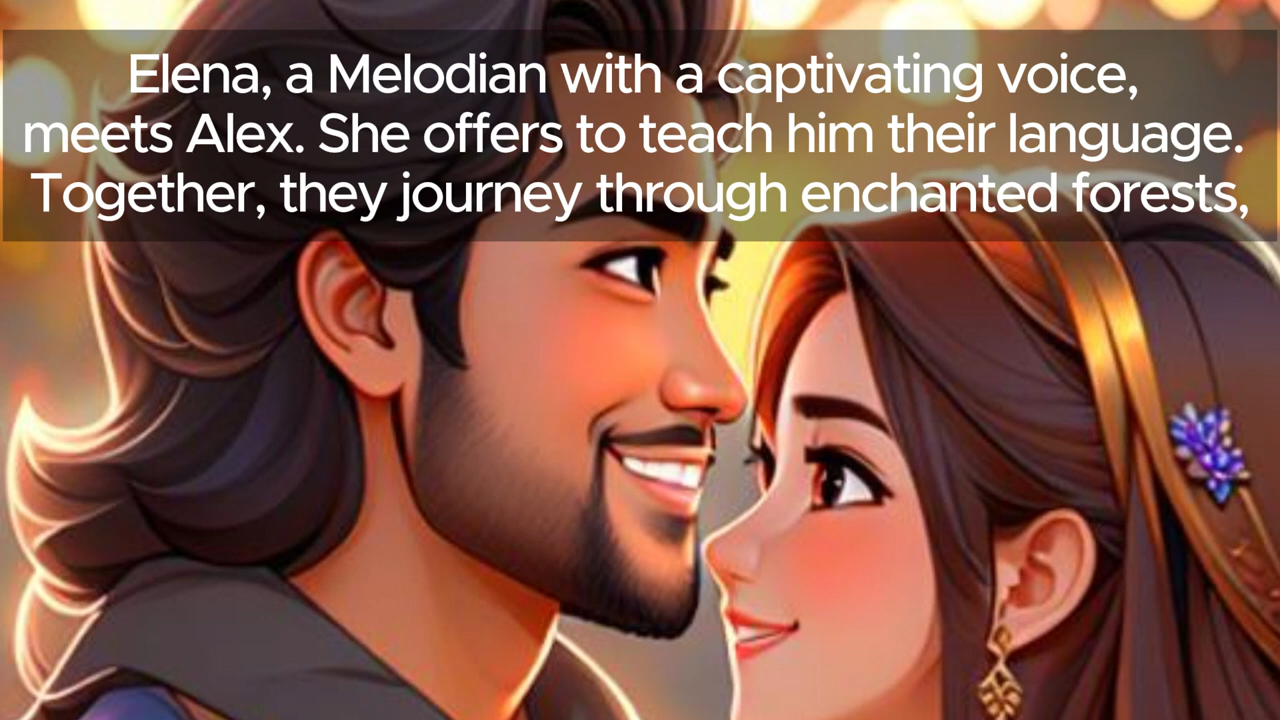 Elena, a Melodian with a captivating voice,
meets Alex. She offers to teach him their language.
Together, they journey through enchanted forests,